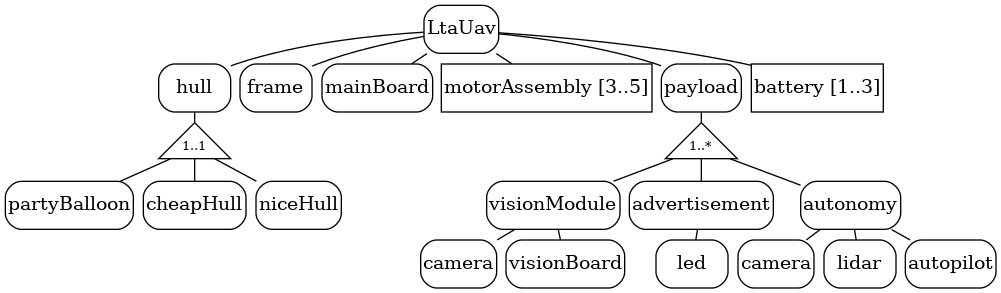 LtaUav
hull
frame
mainBoard
motorAssembly [3..5]
payload
battery [1..3]
1..1
1..*
partyBalloon
cheapHull
niceHull
visionModule
advertisement
autonomy
camera
visionBoard
led
camera
lidar
autopilot